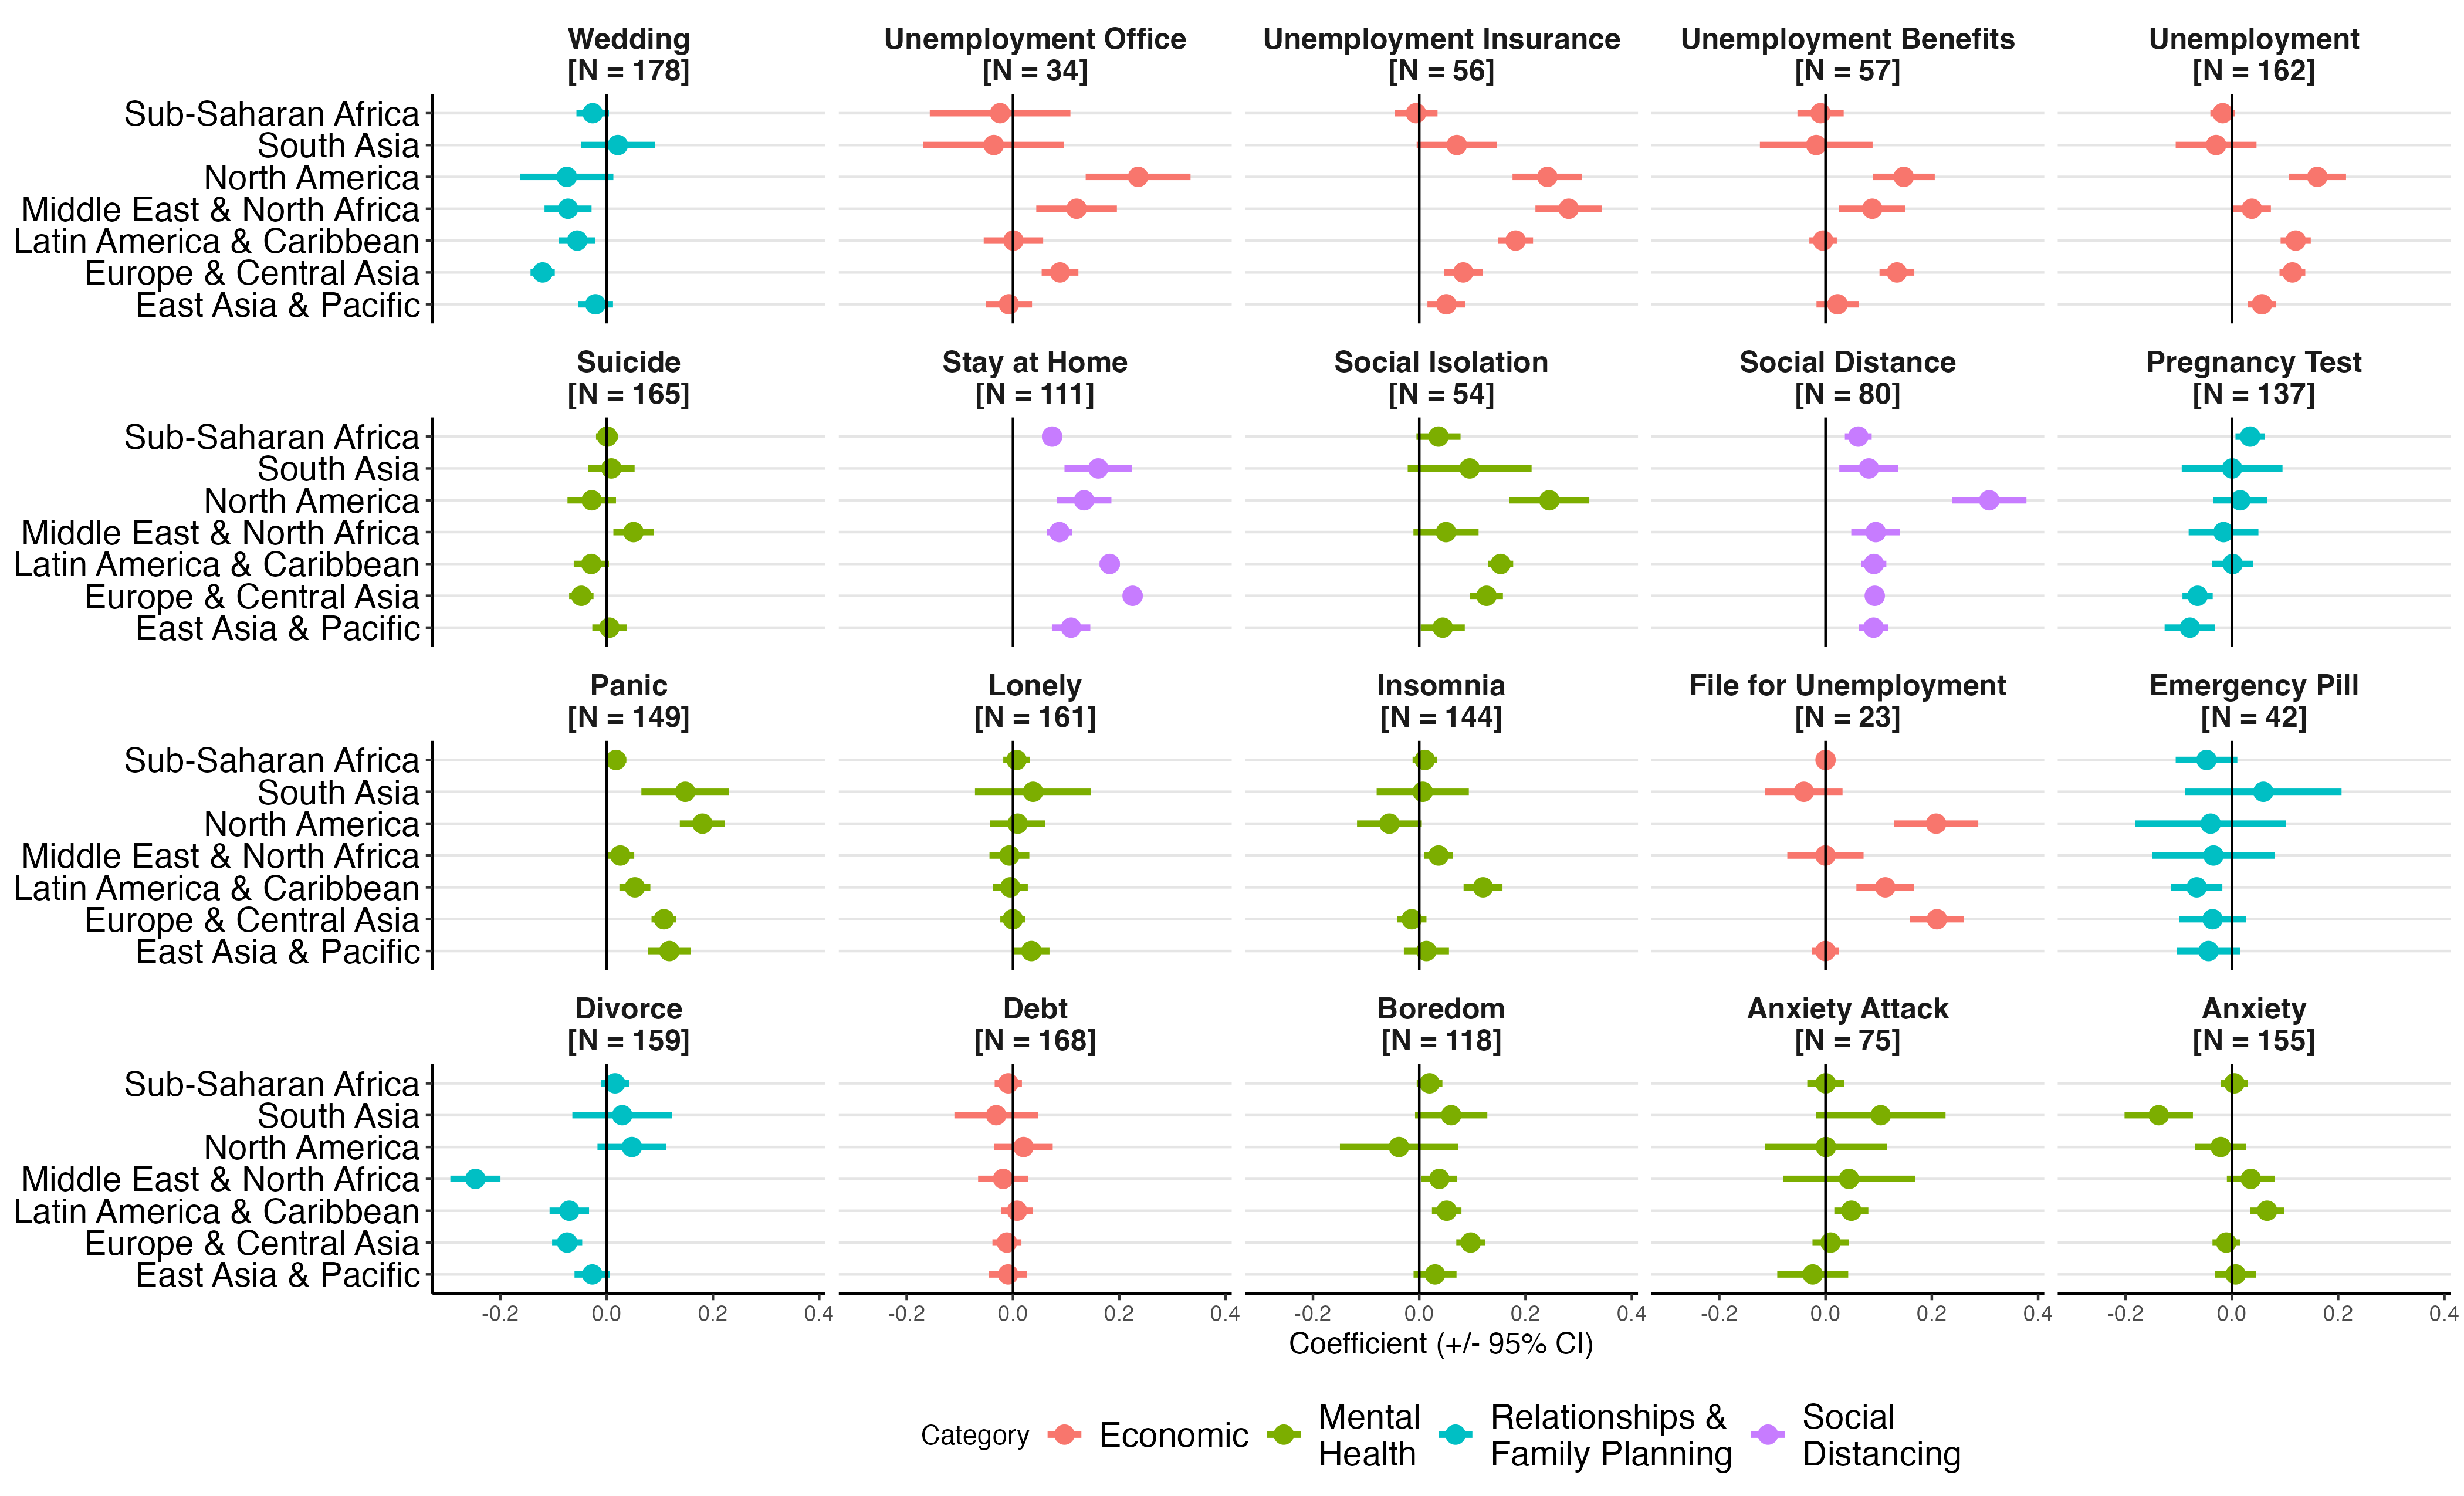 Wedding
[N = 178]
Unemployment Office
[N = 34]
Unemployment Insurance
[N = 56]
Unemployment Benefits
[N = 57]
Unemployment
[N = 162]
Sub-Saharan Africa
South Asia
North America
Middle East & North Africa
Latin America & Caribbean
Europe & Central Asia
East Asia & Pacific
Suicide
[N = 165]
Stay at Home
[N = 111]
Social Isolation
[N = 54]
Social Distance
[N = 80]
Pregnancy Test
[N = 137]
Sub-Saharan Africa
South Asia
North America
Middle East & North Africa
Latin America & Caribbean
Europe & Central Asia
East Asia & Pacific
Panic
[N = 149]
Lonely
[N = 161]
Insomnia
[N = 144]
File for Unemployment
[N = 23]
Emergency Pill
[N = 42]
Sub-Saharan Africa
South Asia
North America
Middle East & North Africa
Latin America & Caribbean
Europe & Central Asia
East Asia & Pacific
Divorce
[N = 159]
Debt
[N = 168]
Boredom
[N = 118]
Anxiety Attack
[N = 75]
Anxiety
[N = 155]
Sub-Saharan Africa
South Asia
North America
Middle East & North Africa
Latin America & Caribbean
Europe & Central Asia
East Asia & Pacific
-0.2 0.0 0.2 0.4 -0.2 0.0 0.2 0.4 -0.2 0.0 0.2 0.4 -0.2 0.0 0.2 0.4 -0.2 0.0 0.2 0.4
Coefficient (+/- 95% CI)
Category
Economic
Mental
Health
Relationships &
Family Planning
Social
Distancing